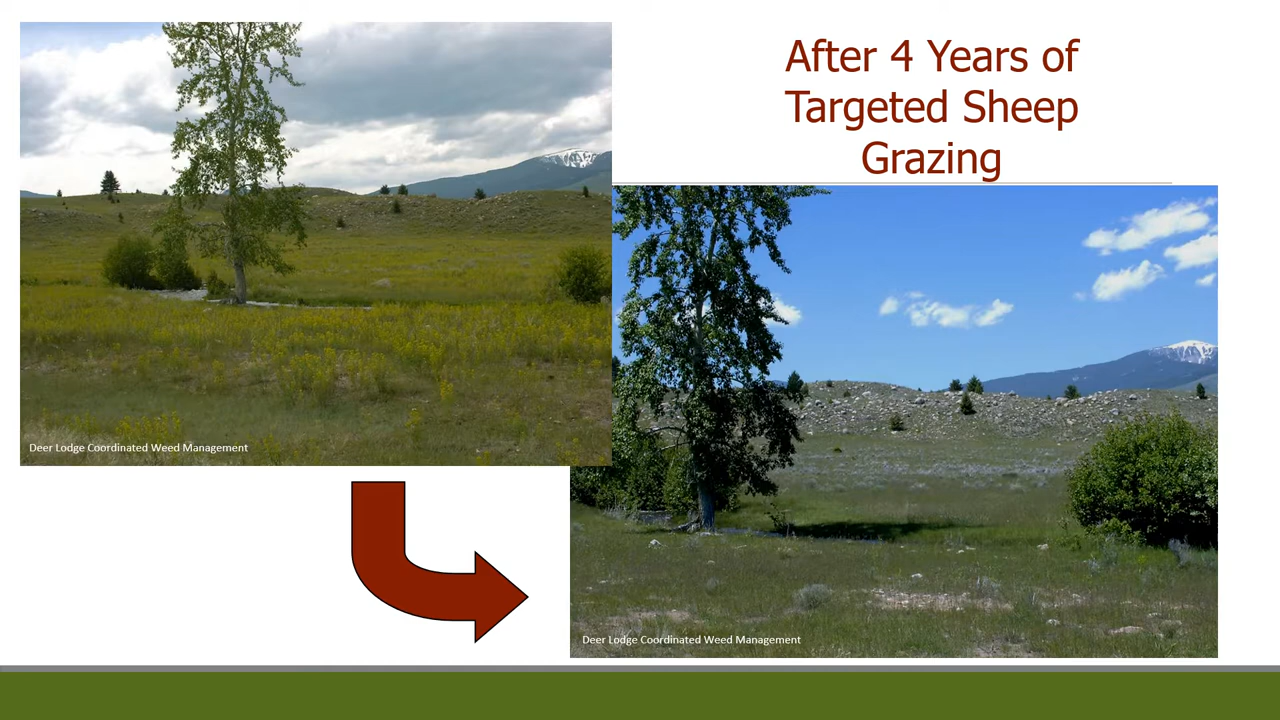 After 4 Years of
Targeted Sheep
Grazing
Deer Lodge Coordinated Weed Management
Deer Lodge Coordinated Weed Management